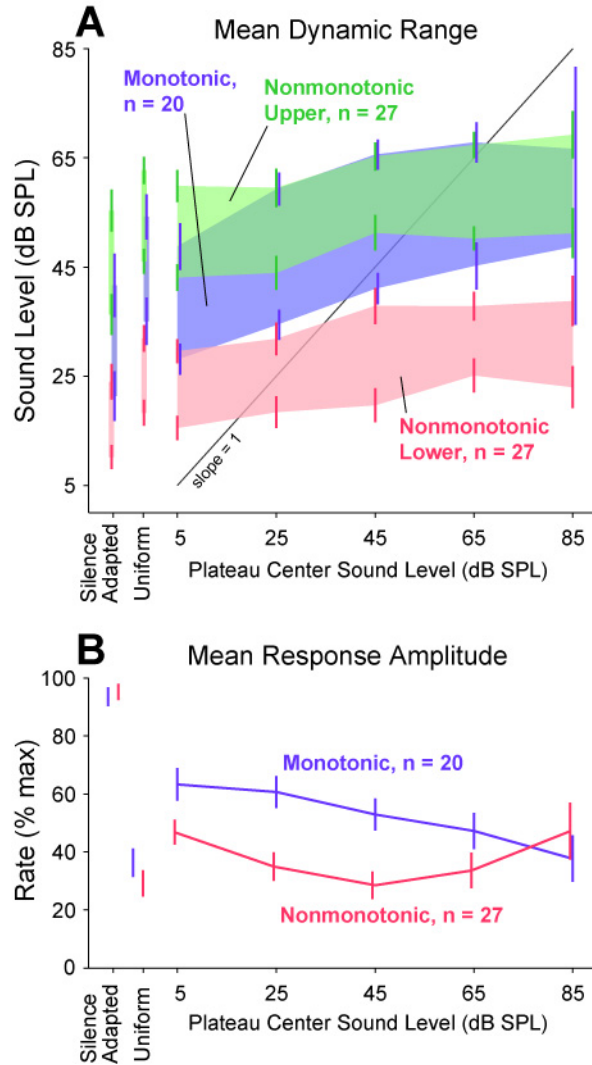 A
Mean Dynamic Range
85
65
45
25
5
Sound Level (dB SPL)
Monotonic,
n = 20
Nonmonotonic
Upper, n = 27
slope = 1
Nonmonotonic
Lower, n = 27
Silence
Adapted
Uniform
5
25
45
65
85
Plateau Center Sound Level (dB SPL)
B
Mean Response Amplitude
100
80
60
40
20
0
Rate (% max)
Monotonic, n = 20
Nonmonotonic, n = 27
Silence
Adapted
Uniform
5
25
45
65
85
Plateau Center Sound Level (dB SPL)